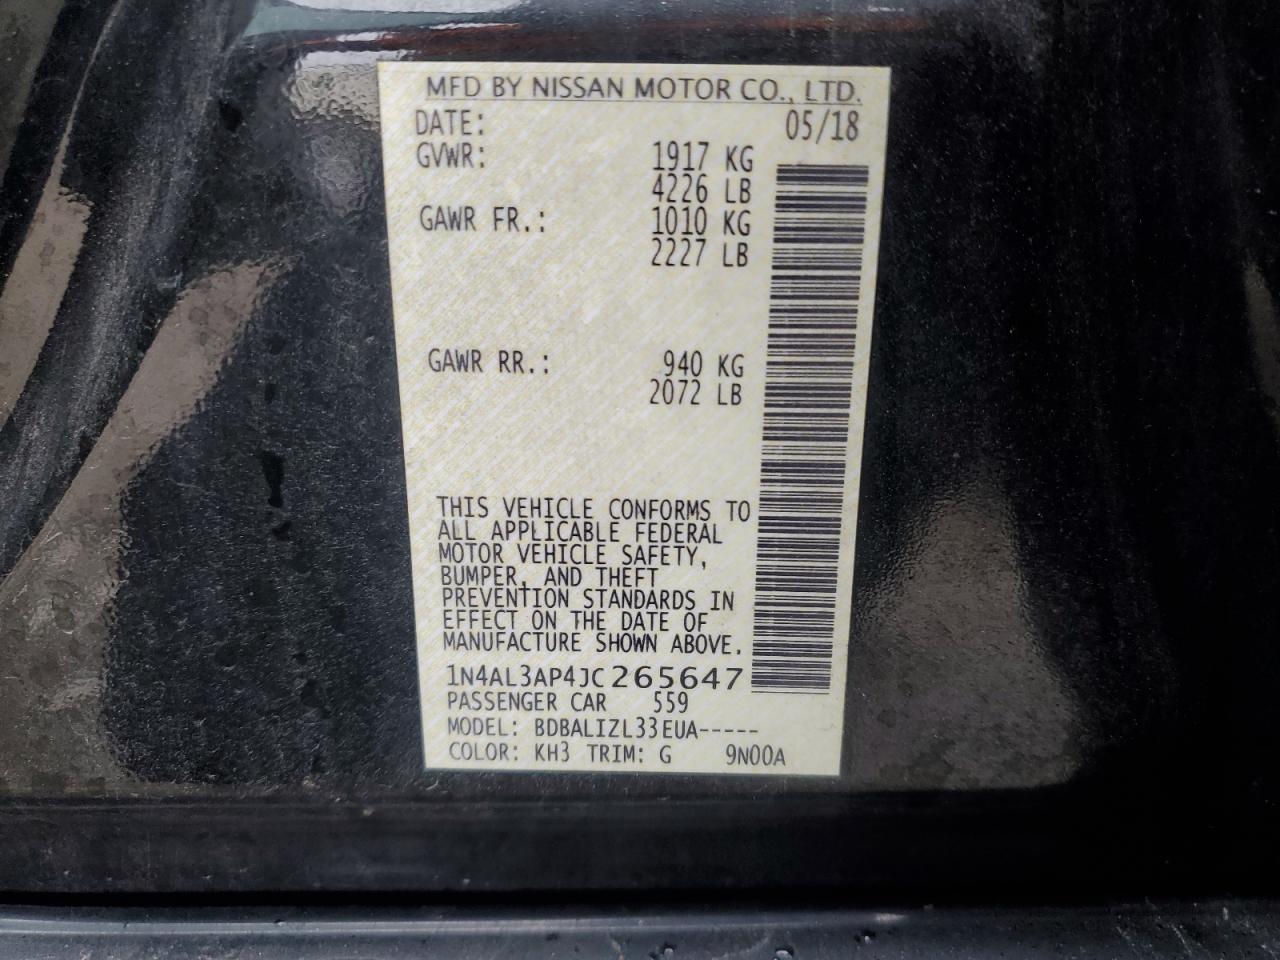 MFD BY NISSAN MOTOR CO., LTD.
DATE: 05/18
GVWR: 1917 KG
4226 LB
GAWR FR.: 1010 KG
2227 LB
GAWR RR.: 940 KG
2072 LB
THIS VEHICLE CONFORMS TO
ALL APPLICABLE FEDERAL
MOTOR VEHICLE SAFETY,
BUMPER, AND THEFT
PREVENTION STANDARDS IN
EFFECT ON THE DATE OF
MANUFACTURE SHOWN ABOVE.
1N4AL3AP4JC265647
PASSENGER CAR 559
MODEL: BDBALIZL33EUA-----
COLOR: KH3 TRIM: G 9N00A